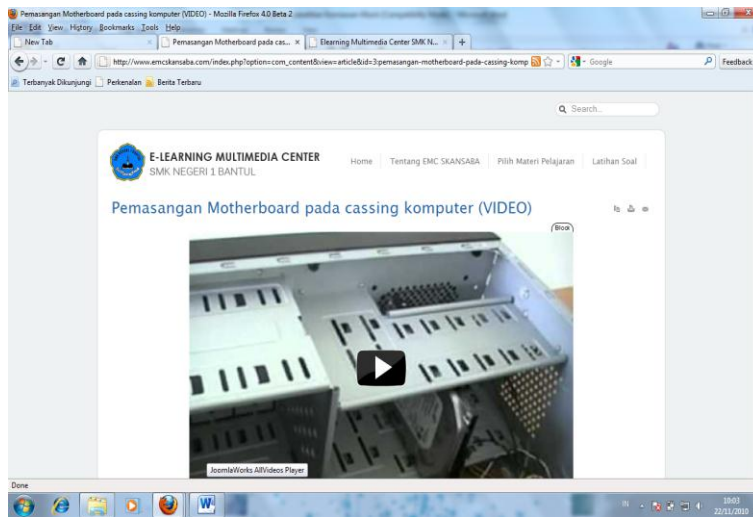 Pemasangan Motherboard pada cassing komputer (VIDEO) - Mozilla Firefox 4.0 Beta 2
File Edit View History Bookmarks Tools Help
New Tab
Pemasangan Motherboard pada cas...
Elearning Multimedia Center SMK N...
http://www.emcskansaba.com/index.php?option=com_content&view=article&id=3:pemasangan-motherboard-pada-cassing-komp
Google
Feedback
Terbanyak Dikunjungi Perkenalan Berita Terbaru
Search...
E-LEARNING MULTIMEDIA CENTER
SMK NEGERI 1 BANTUL
Home Tentang EMC SKANSABA Pilih Materi Pelajaran Latihan Soal
Pemasangan Motherboard pada cassing komputer (VIDEO)
JoomlaWorks AllVideos Player
Done
IN
10:03
22/11/2010